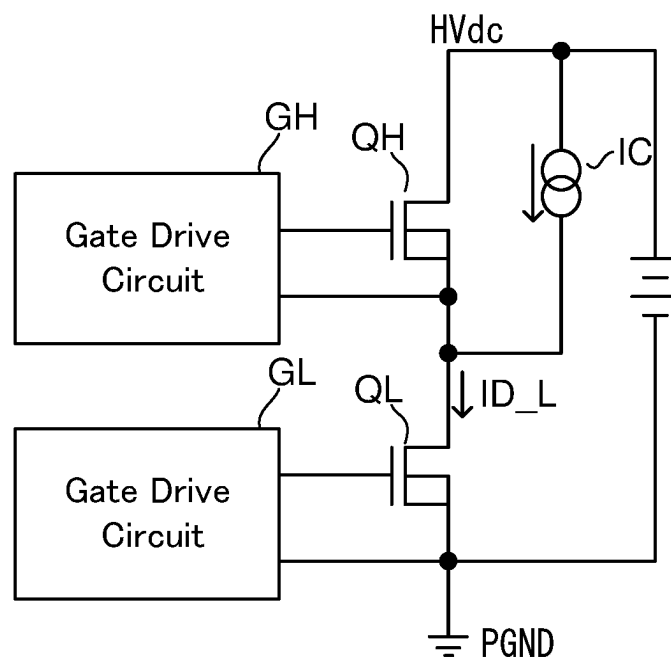 HVdc
GH
QH
IC
Gate Drive
Circuit
GL
QL
ID_L
Gate Drive
Circuit
PGND